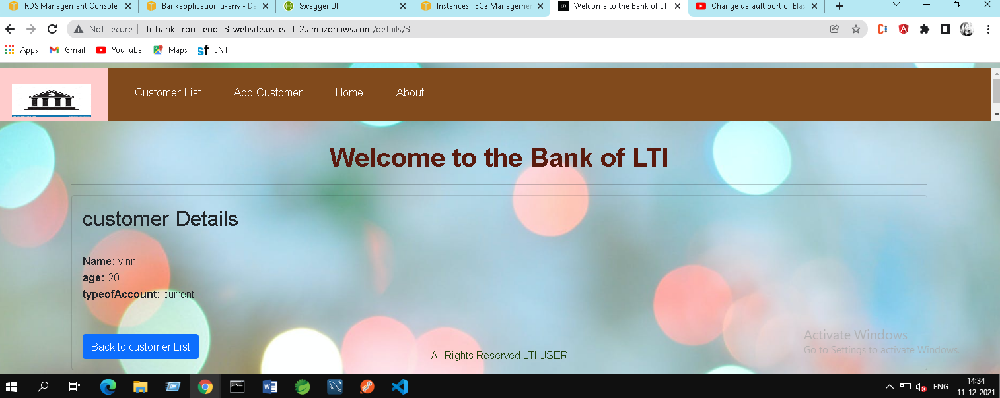 RDS Management Console
Bankapplicationlti-env - Da
Swagger UI
Instances | EC2 Managemen
LTI
Welcome to the Bank of LTI
Change default port of Elas
Not secure
lti-bank-front-end.s3-website.us-east-2.amazonaws.com/details/3
Apps
Gmail
YouTube
Maps
sf
LNT
Customer List
Add Customer
Home
About
Welcome to the Bank of LTI
customer Details
Name: vinni
age: 20
typeofAccount: current
Back to customer List
All Rights Reserved LTI USER
Activate Windows
Go to Settings to activate Windows.
ENG
14:34
11-12-2021